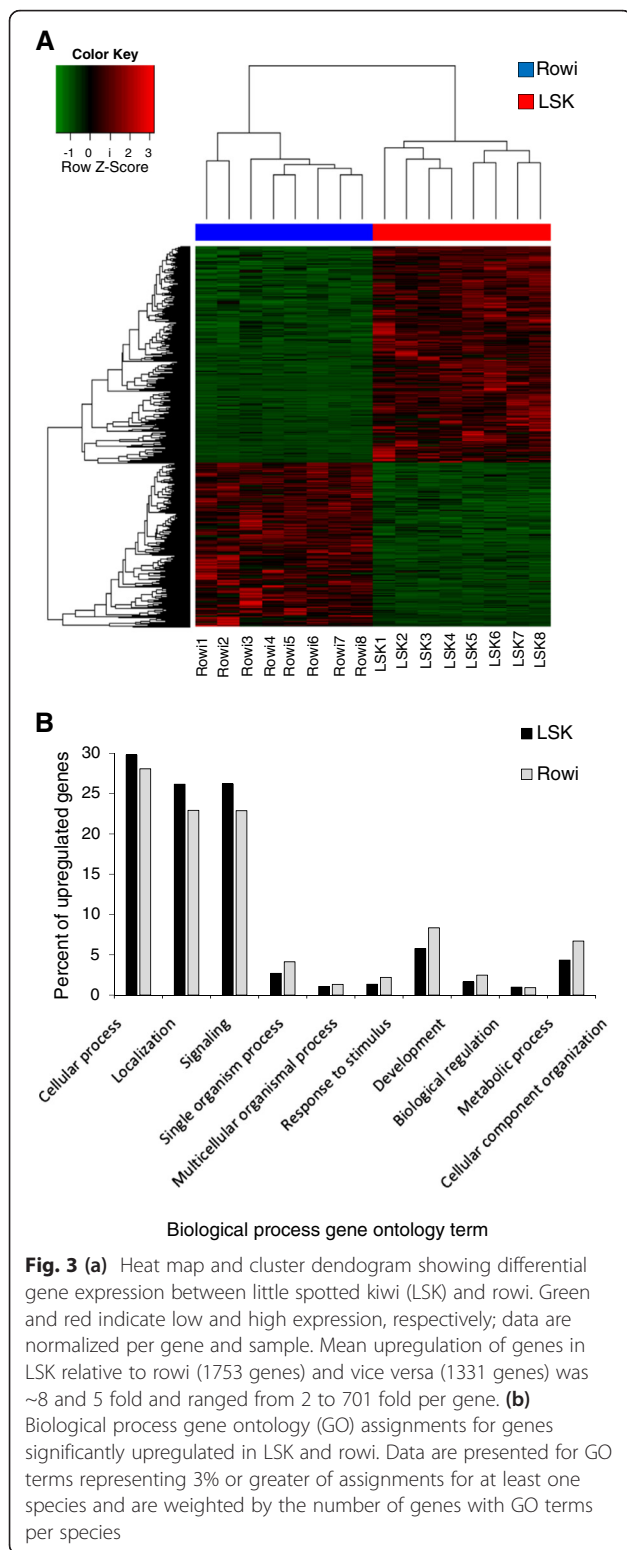 A
Color Key
-1 0 i 2 3
Row Z-Score
Rowi
LSK
Rowi1 Rowi2 Rowi3 Rowi4 Rowi5 Rowi6 Rowi7 Rowi8 LSK1 LSK2 LSK3 LSK4 LSK5 LSK6 LSK7 LSK8
B
LSK
Rowi
Percent of upregulated genes
30
25
20
15
10
5
0
Cellular process
Localization
Signaling
Single organism process
Multicellular organismal process
Response to stimulus
Development
Biological regulation
Metabolic process
Cellular component organization
Biological process gene ontology term
Fig. 3 (a) Heat map and cluster dendogram showing differential
gene expression between little spotted kiwi (LSK) and rowi. Green
and red indicate low and high expression, respectively; data are
normalized per gene and sample. Mean upregulation of genes in
LSK relative to rowi (1753 genes) and vice versa (1331 genes) was
~8 and 5 fold and ranged from 2 to 701 fold per gene. (b)
Biological process gene ontology (GO) assignments for genes
significantly upregulated in LSK and rowi. Data are presented for GO
terms representing 3% or greater of assignments for at least one
species and are weighted by the number of genes with GO terms
per species